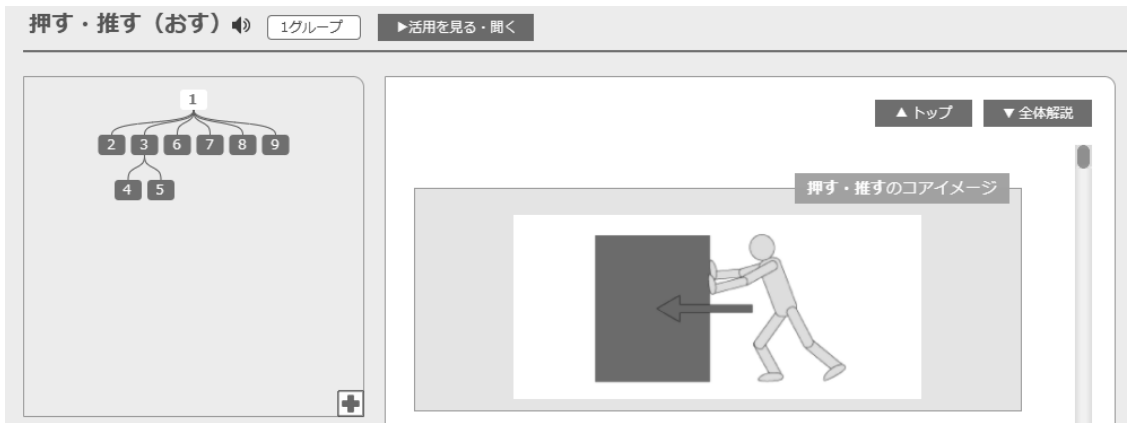 押す・推す（おす） 1グループ ▶活用を見る・聞く
1
2 3 6 7 8 9
4 5
▲トップ ▼全体解説
押す・推すのコアイメージ